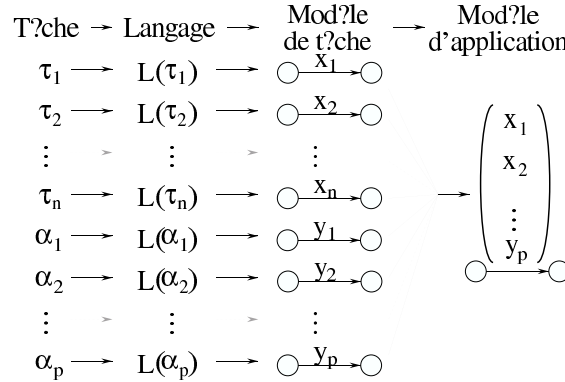 T?che Langage Mod?le de t?che Mod?le d'application
τ1 L(τ1) x1
τ2 L(τ2) x2
⋮ ⋮ ⋮
τn L(τn) xn
α1 L(α1) y1
α2 L(α2) y2
⋮ ⋮ ⋮
αp L(αp) yp
x1
x2
⋮
yp